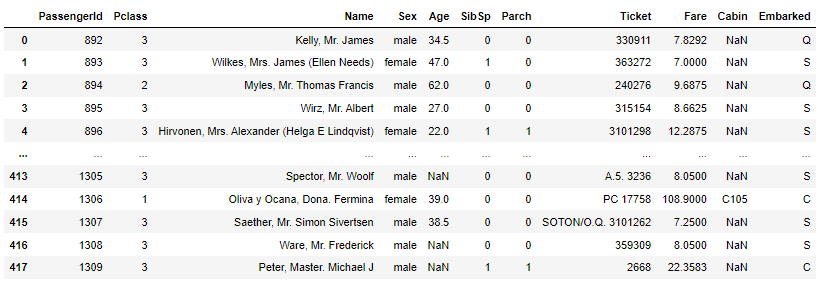 PassengerId Pclass Name Sex Age SibSp Parch Ticket Fare Cabin Embarked
0 892 3 Kelly, Mr. James male 34.5 0 0 330911 7.8292 NaN Q
1 893 3 Wilkes, Mrs. James (Ellen Needs) female 47.0 1 0 363272 7.0000 NaN S
2 894 2 Myles, Mr. Thomas Francis male 62.0 0 0 240276 9.6875 NaN Q
3 895 3 Wirz, Mr. Albert male 27.0 0 0 315154 8.6625 NaN S
4 896 3 Hirvonen, Mrs. Alexander (Helga E Lindqvist) female 22.0 1 1 3101298 12.2875 NaN S
... ... ... ... ... ... ... ... ... ... ... ...
413 1305 3 Spector, Mr. Woolf male NaN 0 0 A.5. 3236 8.0500 NaN S
414 1306 1 Oliva y Ocana, Dona. Fermina female 39.0 0 0 PC 17758 108.9000 C105 C
415 1307 3 Saether, Mr. Simon Sivertsen male 38.5 0 0 SOTON/O.Q. 3101262 7.2500 NaN S
416 1308 3 Ware, Mr. Frederick male NaN 0 0 359309 8.0500 NaN S
417 1309 3 Peter, Master. Michael J male NaN 1 1 2668 22.3583 NaN C